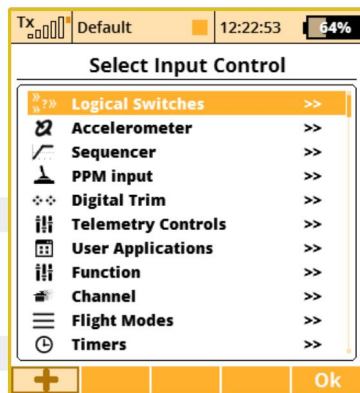 Tx Default 12:22:53 64%
Select Input Control
Logical Switches >>
Accelerometer >>
Sequencer >>
PPM input >>
Digital Trim >>
Telemetry Controls >>
User Applications >>
Function >>
Channel >>
Flight Modes >>
Timers >>
Ok